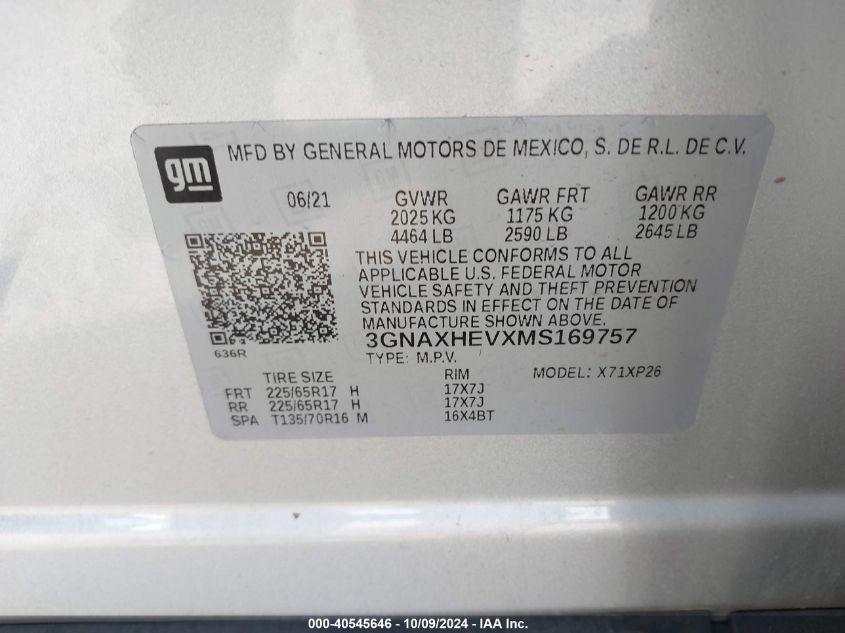 gm
MFD BY GENERAL MOTORS DE MEXICO, S. DE R.L. DE C.V.
06/21 GVWR GAWR FRT GAWR RR
2025 KG 1175 KG 1200 KG
4464 LB 2590 LB 2645 LB
THIS VEHICLE CONFORMS TO ALL
APPLICABLE U.S. FEDERAL MOTOR
VEHICLE SAFETY AND THEFT PREVENTION
STANDARDS IN EFFECT ON THE DATE OF
MANUFACTURE SHOWN ABOVE.
3GNAXHEVXMS169757
636R
TYPE: M.P.V.
TIRE SIZE RIM MODEL: X71XP26
FRT 225/65R17 H 17X7J
RR 225/65R17 H 17X7J
SPA T135/70R16 M 16X4BT
000-40545646 - 10/09/2024 - IAA Inc.